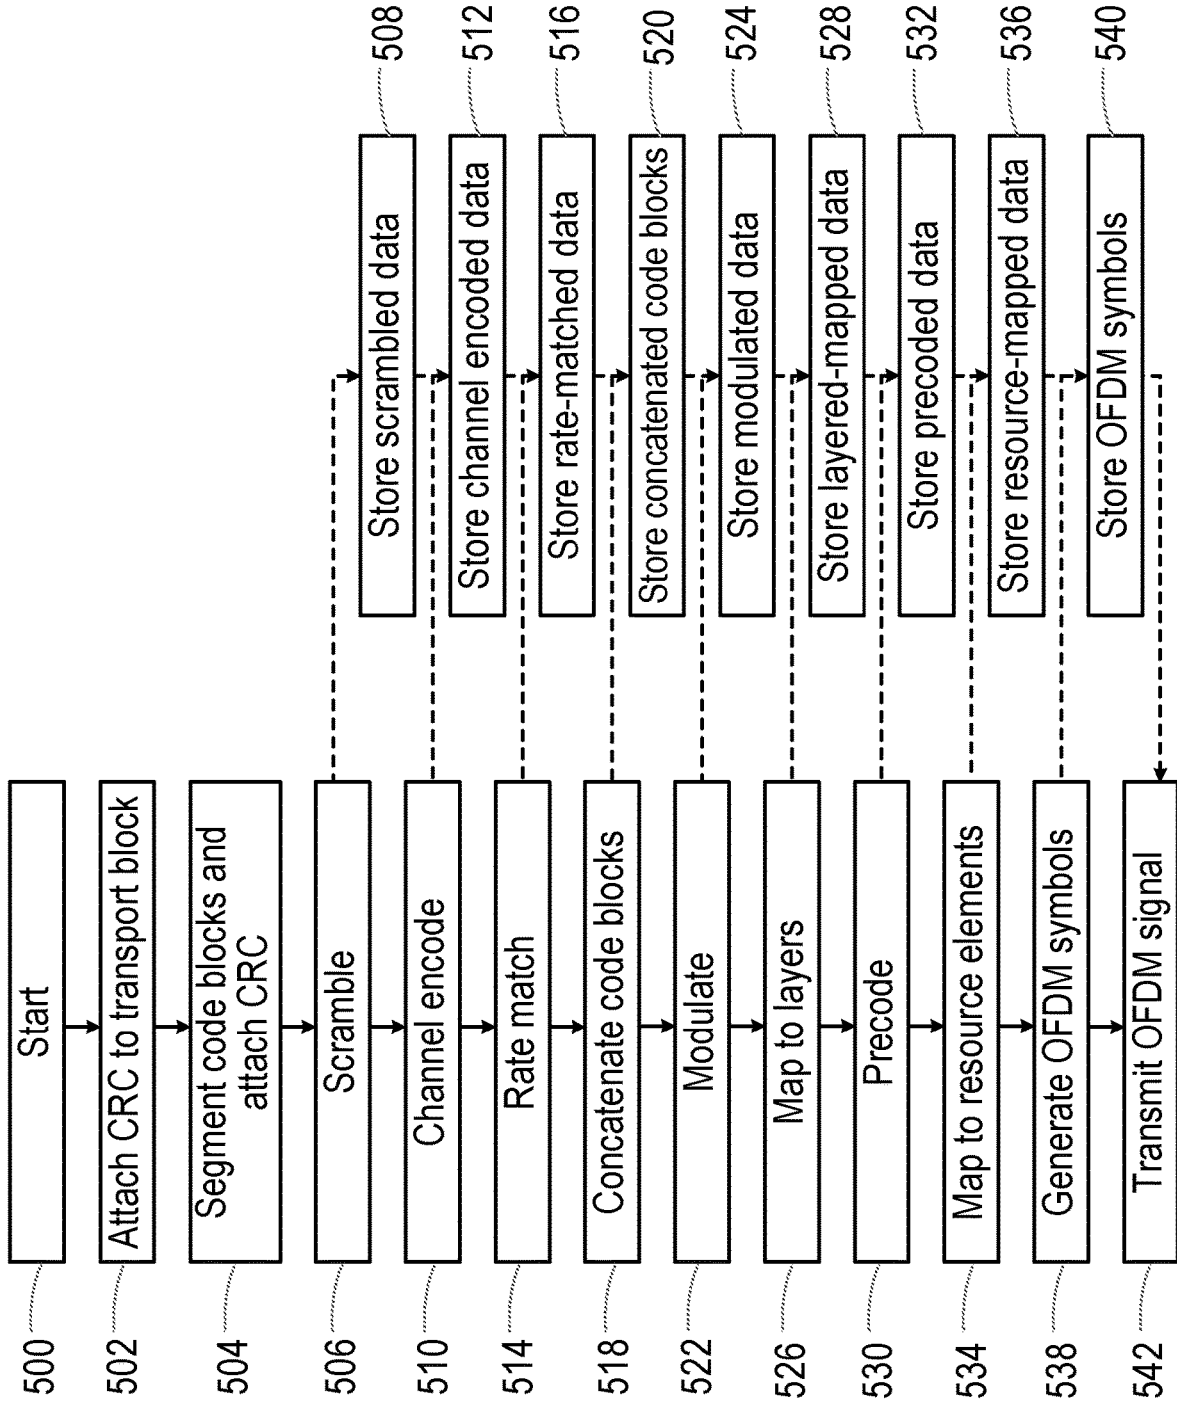 500
Start
502
Attach CRC to transport block
504
Segment code blocks and
attach CRC
506
Scramble
508
Store scrambled data
510
Channel encode
512
Store channel encoded data
514
Rate match
516
Store rate-matched data
518
Concatenate code blocks
520
Store concatenated code blocks
522
Modulate
524
Store modulated data
526
Map to layers
528
Store layered-mapped data
530
Precode
532
Store precoded data
534
Map to resource elements
536
Store resource-mapped data
538
Generate OFDM symbols
540
Store OFDM symbols
542
Transmit OFDM signal